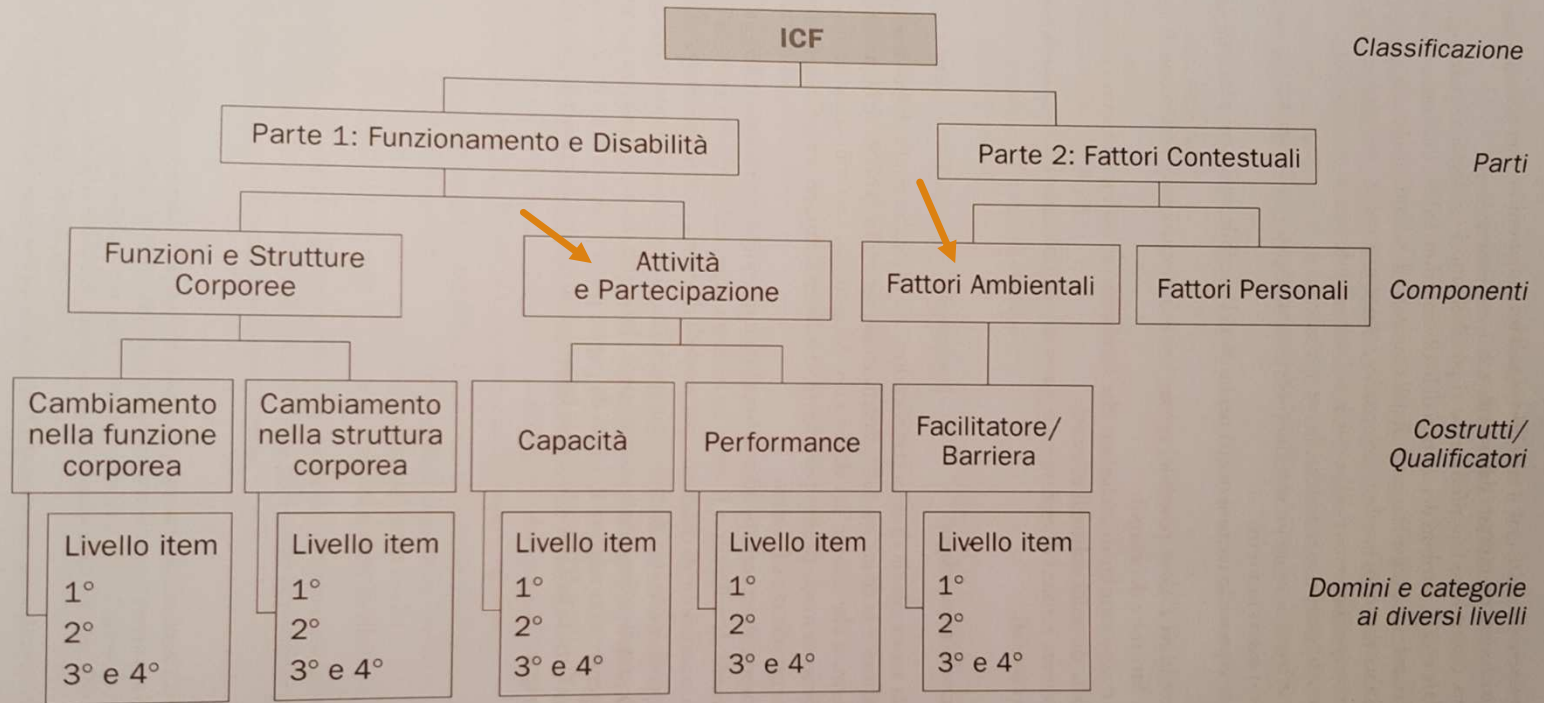 ICF
Classificazione
Parte 1: Funzionamento e Disabilità
Parte 2: Fattori Contestuali
Parti
Funzioni e Strutture
Corporee
Attività
e Partecipazione
Fattori Ambientali
Fattori Personali
Componenti
Cambiamento
nella funzione
corporea
Cambiamento
nella struttura
corporea
Capacità
Performance
Facilitatore/
Barriera
Costrutti/
Qualificatori
Livello item
1°
2°
3° e 4°
Livello item
1°
2°
3° e 4°
Livello item
1°
2°
3° e 4°
Livello item
1°
2°
3° e 4°
Livello item
1°
2°
3° e 4°
Domini e categorie
ai diversi livelli